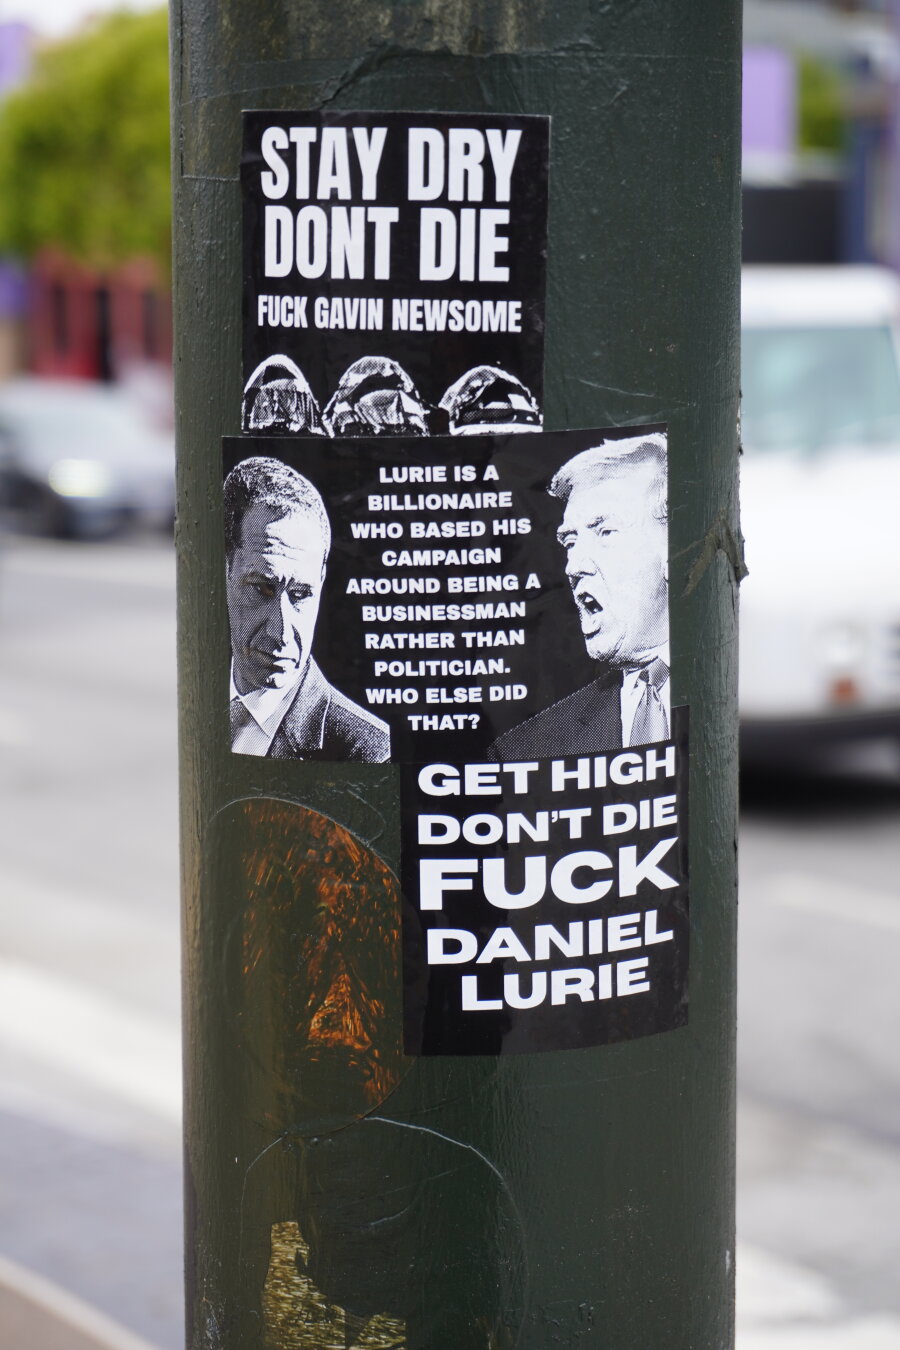 STAY DRY
DONT DIE
FUCK GAVIN NEWSOME
LURIE IS A
BILLIONAIRE
WHO BASED HIS
CAMPAIGN
AROUND BEING A
BUSINESSMAN
RATHER THAN
POLITICIAN.
WHO ELSE DID
THAT?
GET HIGH
DON'T DIE
FUCK
DANIEL
LURIE